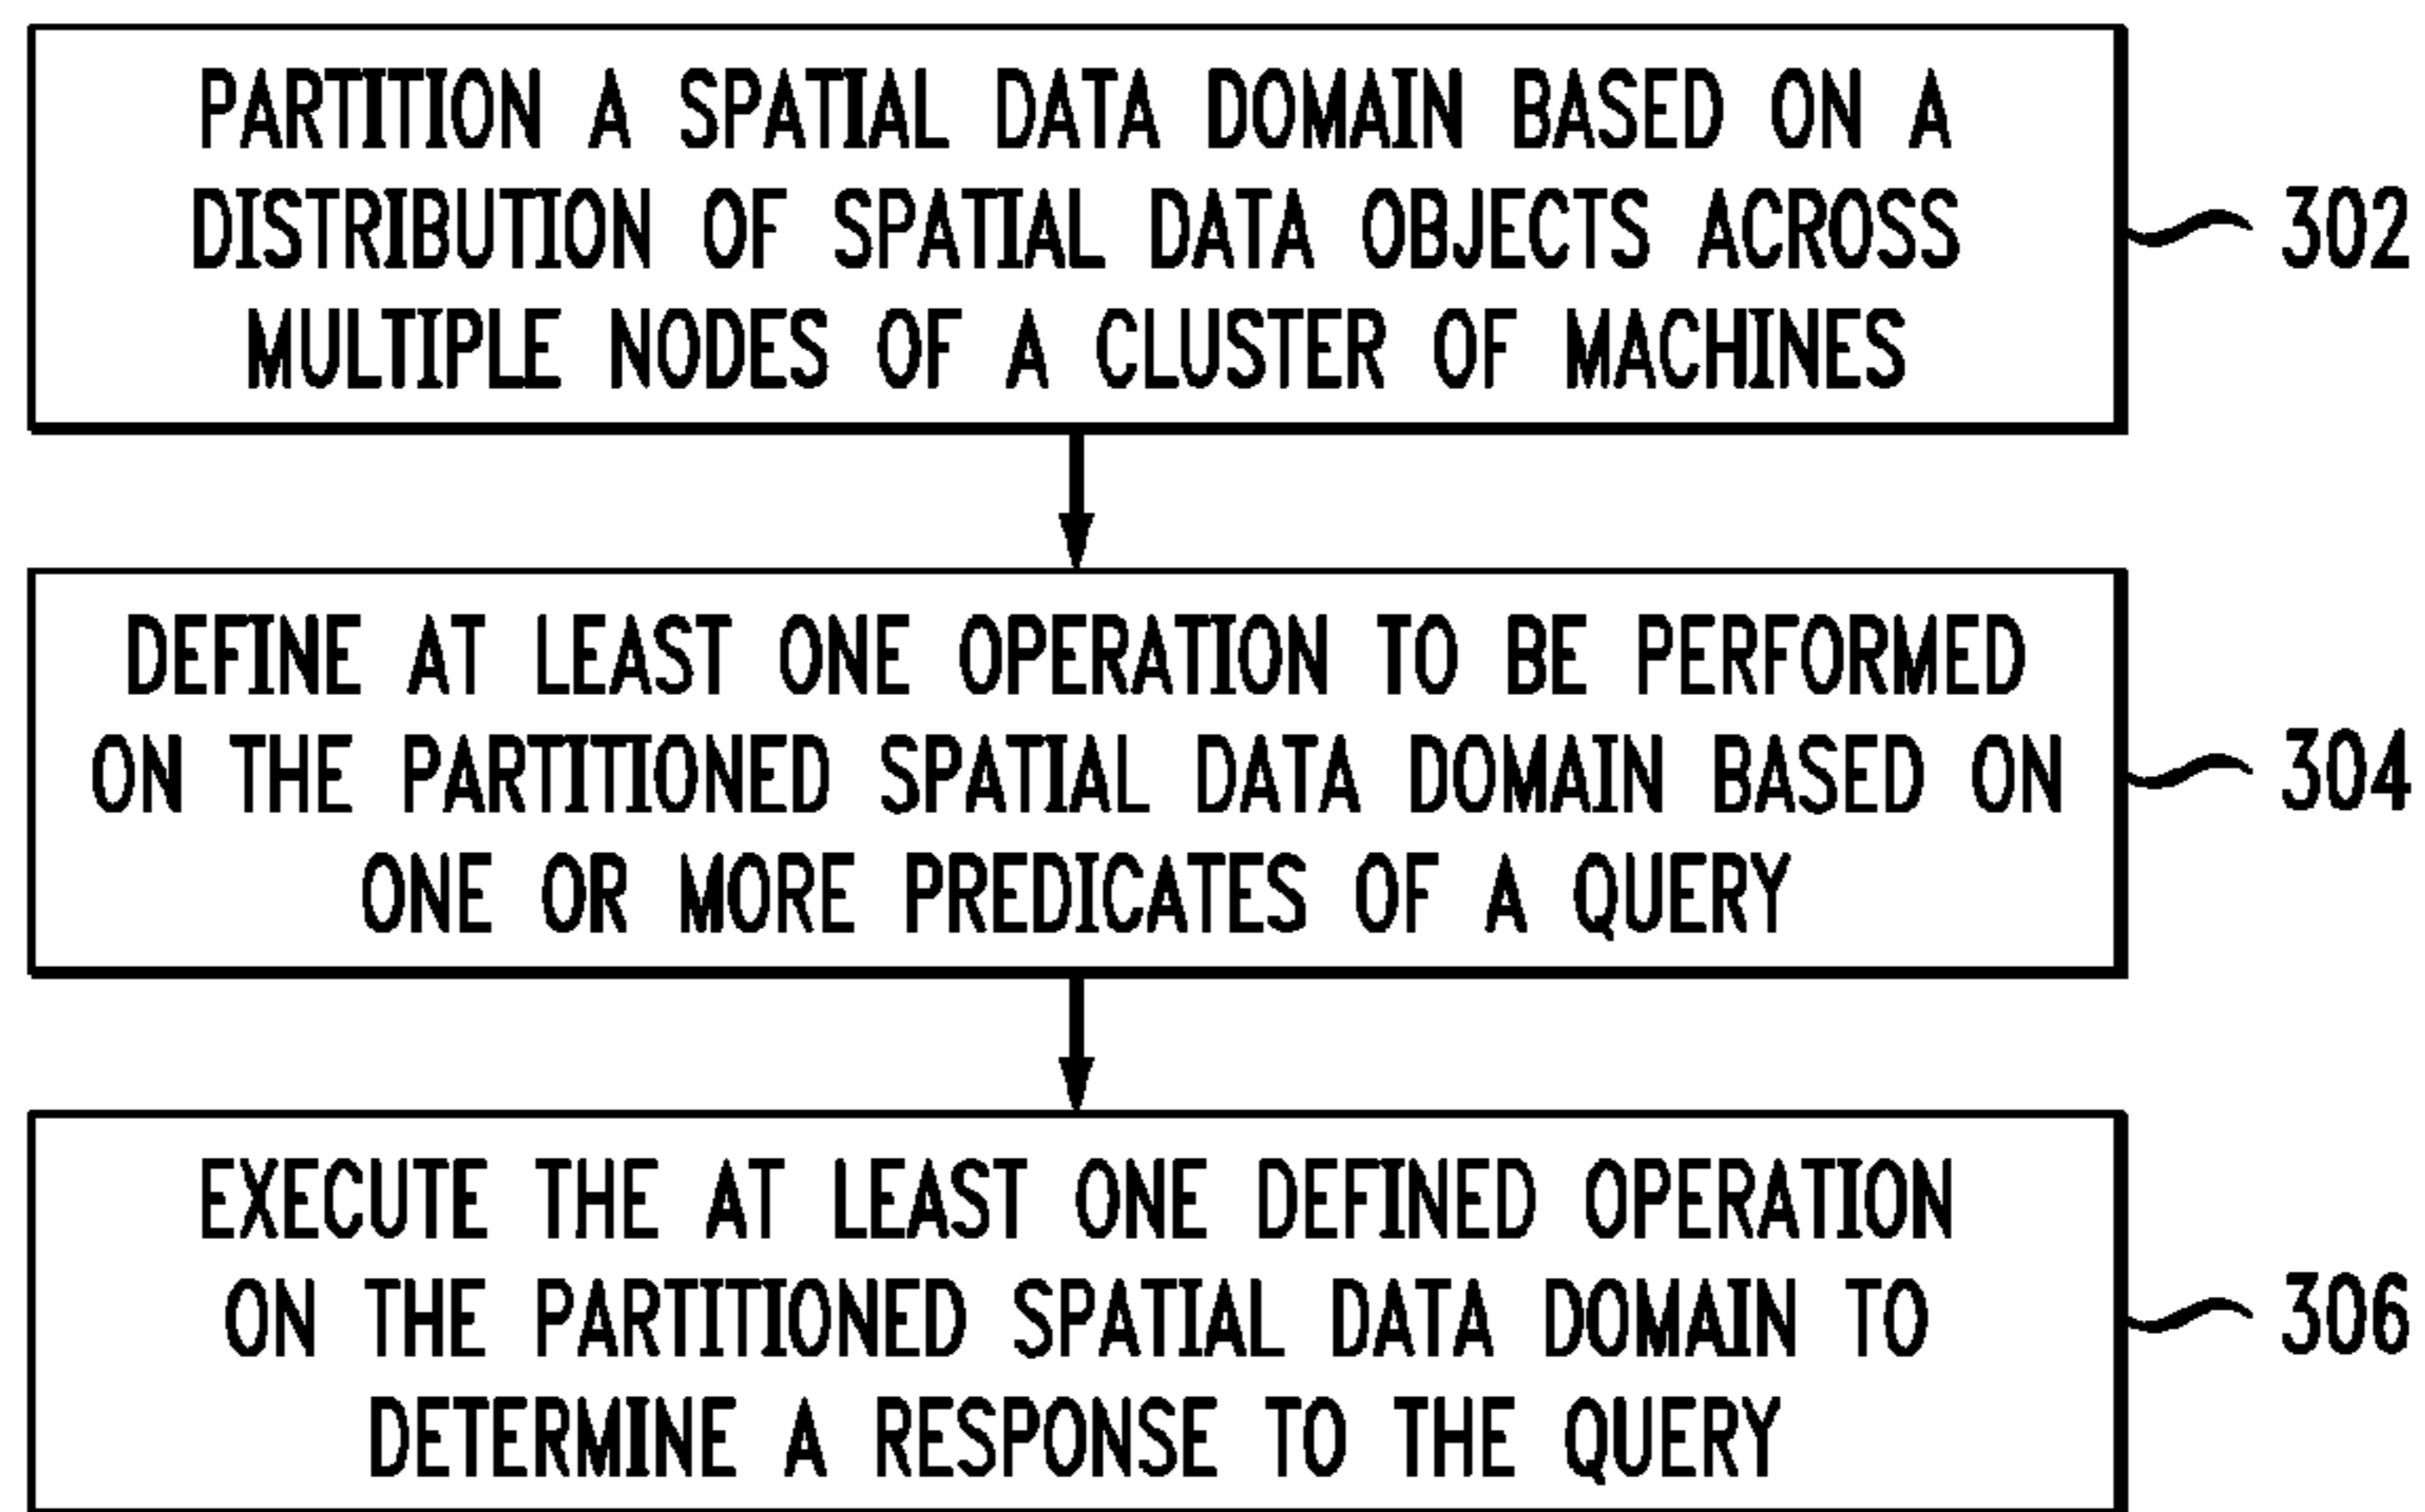 PARTITION A SPATIAL DATA DOMAIN BASED ON A
DISTRIBUTION OF SPATIAL DATA OBJECTS ACROSS
MULTIPLE NODES OF A CLUSTER OF MACHINES
302
DEFINE AT LEAST ONE OPERATION TO BE PERFORMED
ON THE PARTITIONED SPATIAL DATA DOMAIN BASED ON
ONE OR MORE PREDICATES OF A QUERY
304
EXECUTE THE AT LEAST ONE DEFINED OPERATION
ON THE PARTITIONED SPATIAL DATA DOMAIN TO
DETERMINE A RESPONSE TO THE QUERY
306